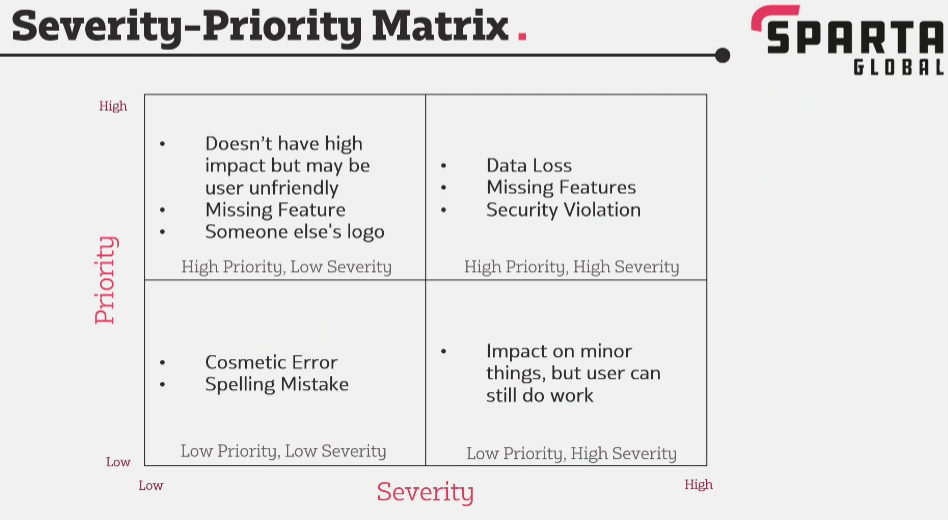 Severity-Priority Matrix .
SPARTA
GLOBAL
High
• Doesn't have high
impact but may be
user unfriendly
• Missing Feature
• Someone else's logo
High Priority, Low Severity
• Data Loss
• Missing Features
• Security Violation
High Priority, High Severity
Priority
• Cosmetic Error
• Spelling Mistake
Low Priority, Low Severity
• Impact on minor
things, but user can
still do work
Low Priority, High Severity
Low
Low
Severity
High